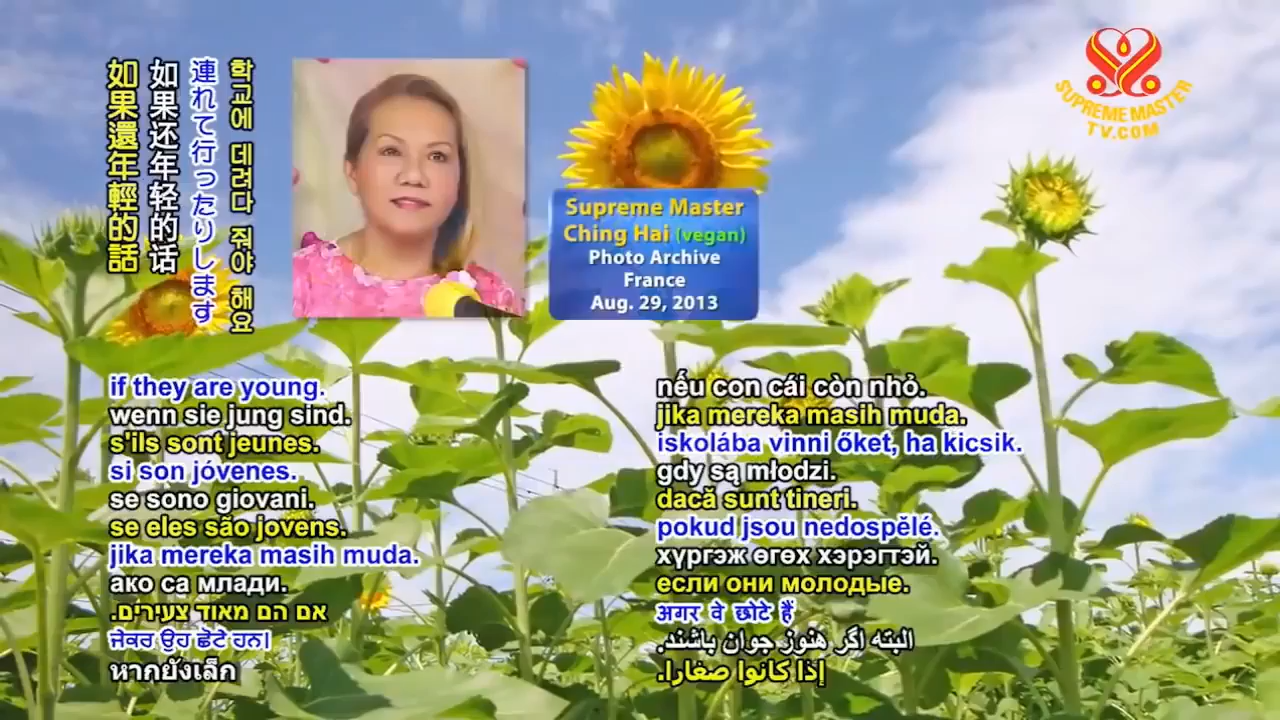 如果還年輕的話
如果还年轻的话
連れて行ったりします
학교에 데려다 줘야 해요
Supreme Master
Ching Hai (vegan)
Photo Archive
France
Aug. 29, 2013
SUPREME MASTER
TV.COM
if they are young.
wenn sie jung sind.
s'ils sont jeunes.
si son jóvenes.
se sono giovani.
se eles são jovens.
jika mereka masih muda.
ако са млади.
אם הם מאוד צעירים.
ਜੇਕਰ ਉਹ ਛੋਟੇ ਹਨ।
หากยังเล็ก
nếu con cái còn nhỏ.
jika mereka masih muda.
iskolába vinni őket, ha kicsik.
gdy są młodzi.
dacă sunt tineri.
pokud jsou nedospělé.
хүргэж өгөх хэрэгтэй.
если они молодые.
अगर वे छोटे हैं
البته اگر هنوز جوان باشند.
إذا كانوا صغارا.